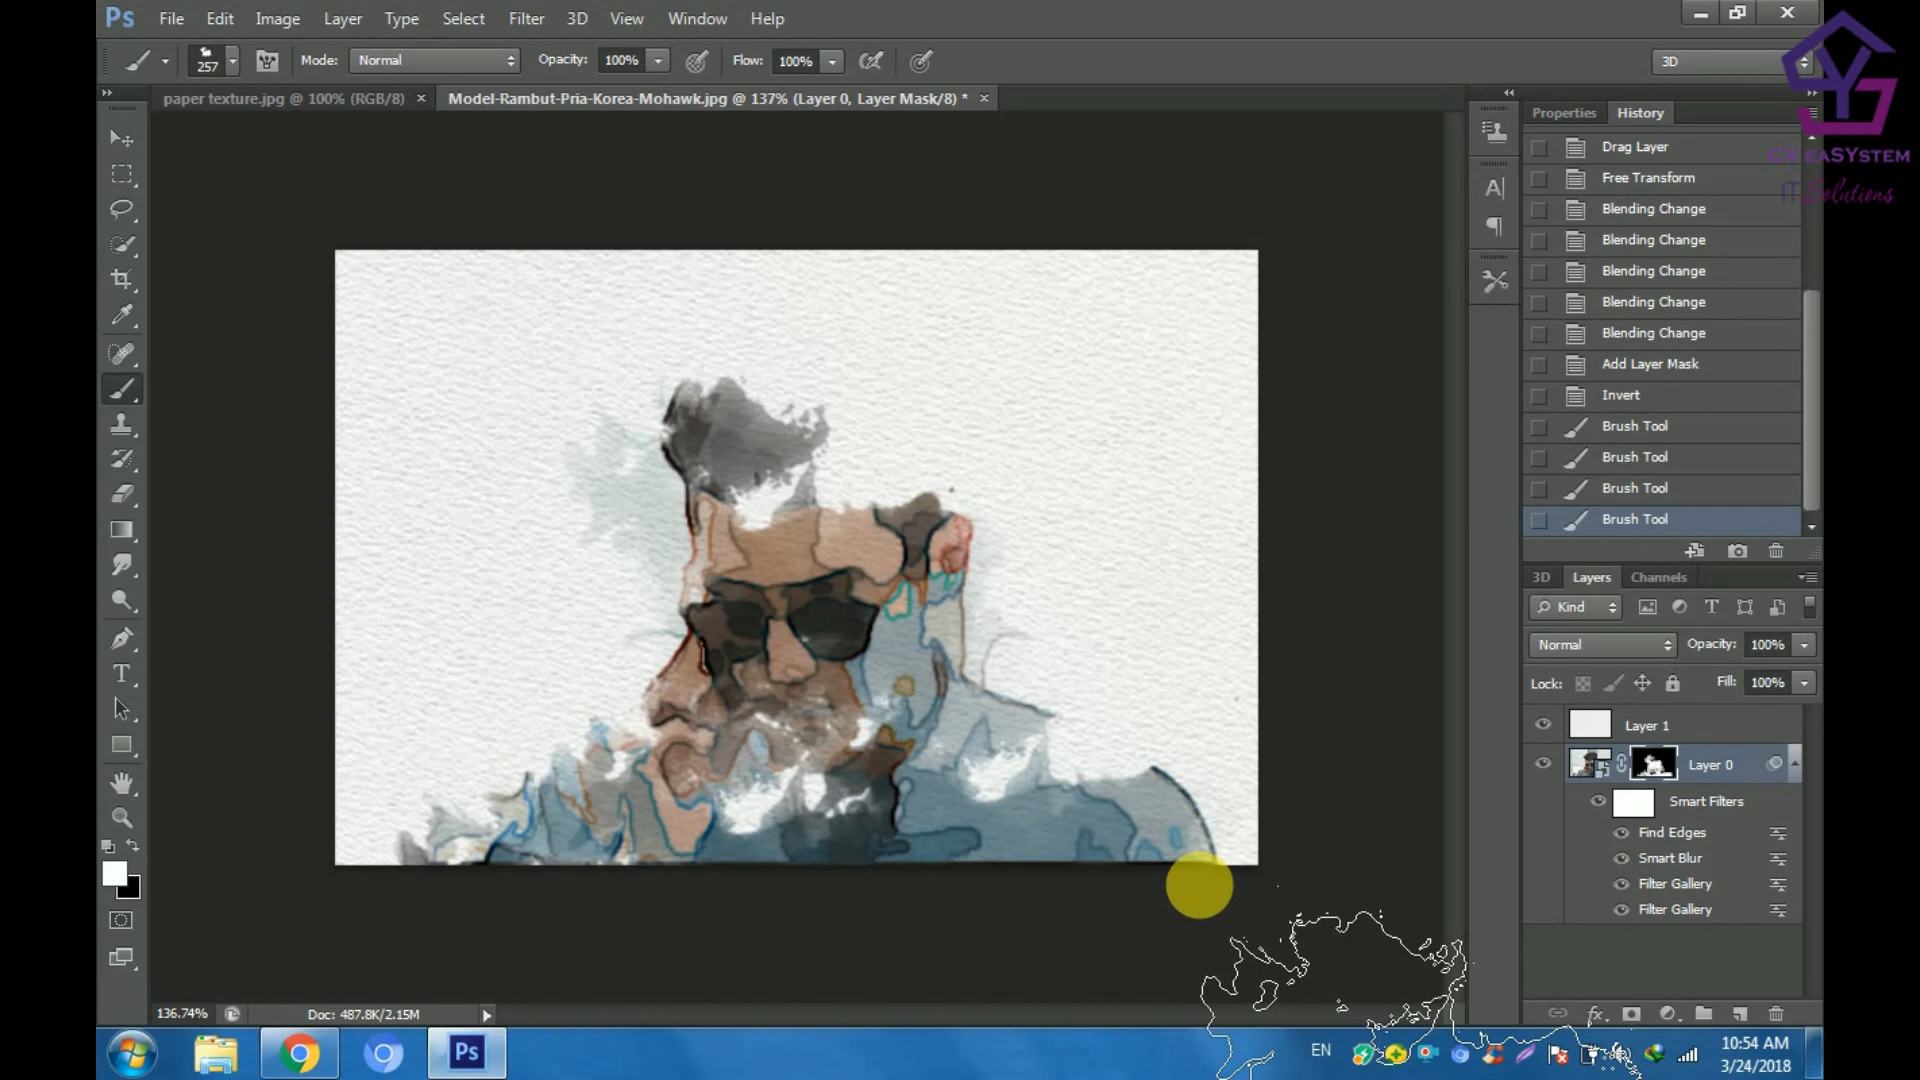 Ps File Edit Image Layer Type Select Filter 3D View Window Help
257 Mode: Normal Opacity: 100% Flow: 100% 3D
paper texture.jpg @ 100% (RGB/8) × Model-Rambut-Pria-Korea-Mohawk.jpg @ 137% (Layer 0, Layer Mask/8) * ×
Properties History
CV eaSYstem
IT Solutions
Drag Layer
Free Transform
Blending Change
Blending Change
Blending Change
Blending Change
Blending Change
Add Layer Mask
Invert
Brush Tool
Brush Tool
Brush Tool
Brush Tool
3D Layers Channels
Kind
Normal Opacity: 100%
Lock: Fill: 100%
Layer 1
Layer 0
Smart Filters
Find Edges
Smart Blur
Filter Gallery
Filter Gallery
136.74% Doc: 487.8K/2.15M
fx
Ps EN 10:54 AM
3/24/2018